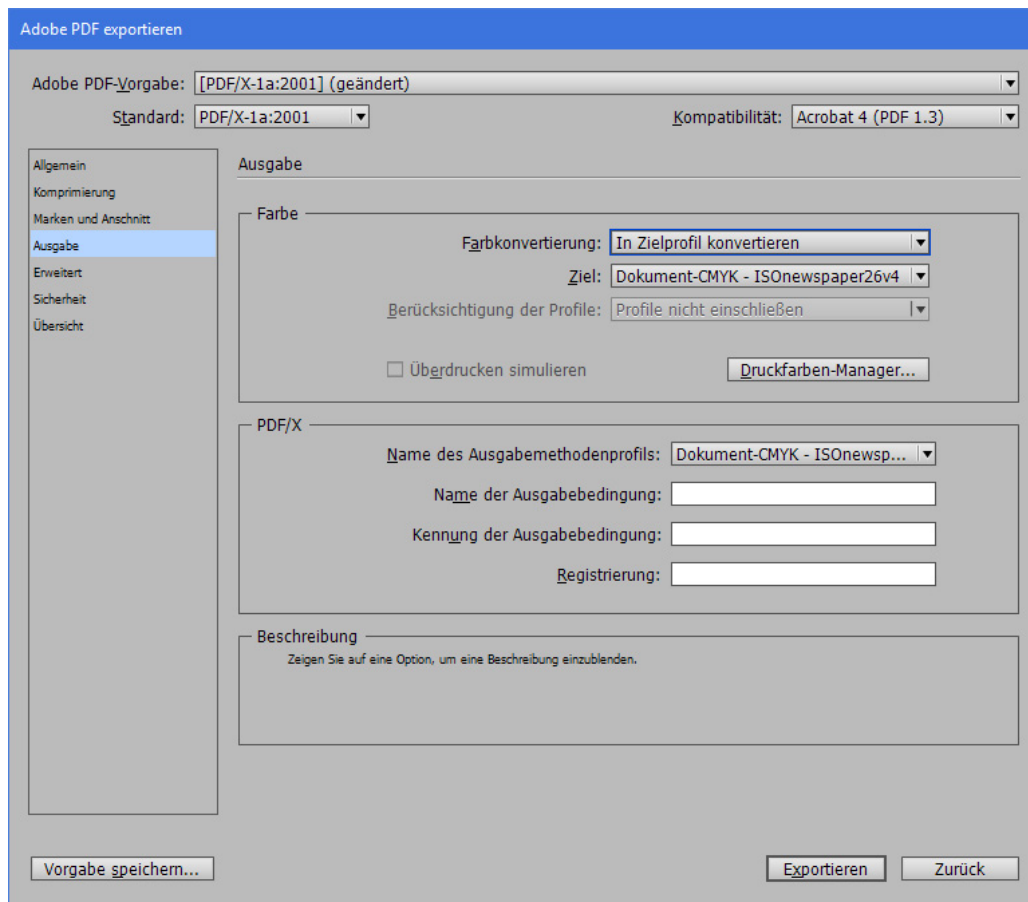 Adobe PDF exportieren
Adobe PDF-Vorgabe: [PDF/X-1a:2001] (geändert)
Standard: PDF/X-1a:2001 Kompatibilität: Acrobat 4 (PDF 1.3)
Allgemein
Komprimierung
Marken und Anschnitt
Ausgabe
Erweitert
Sicherheit
Übersicht
Ausgabe
Farbe
Farbkonvertierung: In Zielprofil konvertieren
Ziel: Dokument-CMYK - ISOnewspaper26v4
Berücksichtigung der Profile: Profile nicht einschließen
Überdrucken simulieren Druckfarben-Manager...
PDF/X
Name des Ausgabemethodenprofils: Dokument-CMYK - ISOnewsp...
Name der Ausgabebedingung:
Kennung der Ausgabebedingung:
Registrierung:
Beschreibung
Zeigen Sie auf eine Option, um eine Beschreibung einzublenden.
Vorgabe speichern... Exportieren Zurück